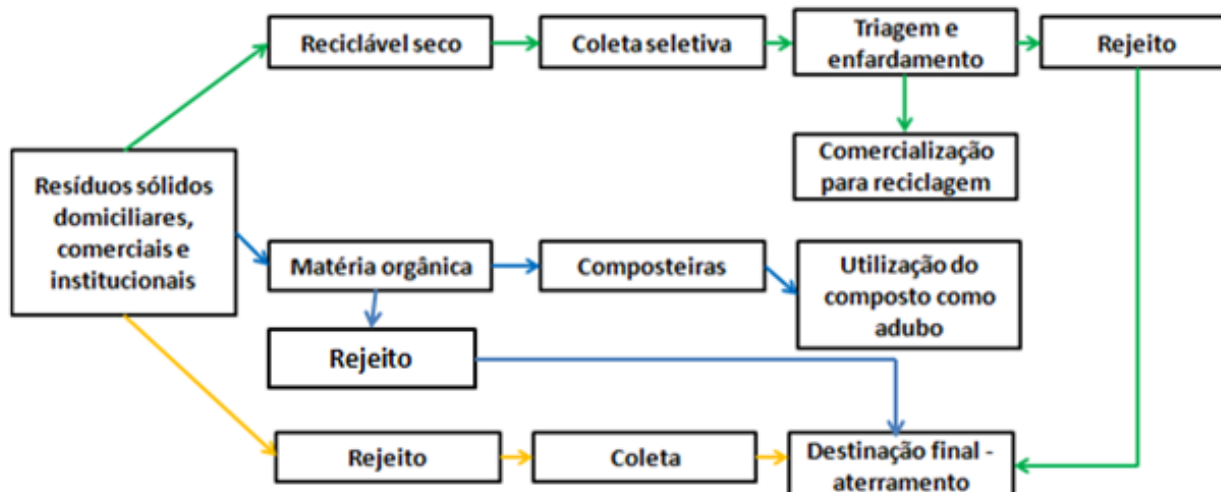 Reciclável seco
Coleta seletiva
Triagem e
enfardamento
Rejeito
Comercialização
para reciclagem
Resíduos sólidos
domiciliares,
comerciais e
institucionais
Matéria orgânica
Composteiras
Utilização do
composto como
adubo
Rejeito
Rejeito
Coleta
Destinação final -
aterramento